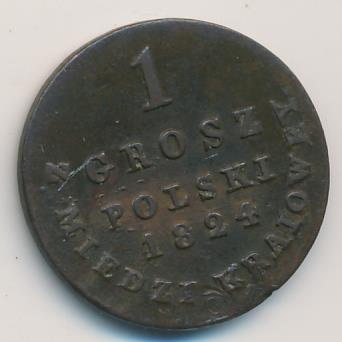 1
GROSZ
POLSKI
1824
Z MIEDZI KRAIOWEY